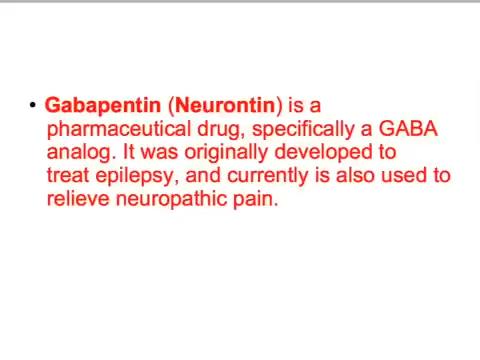 • Gabapentin (Neurontin) is a
pharmaceutical drug, specifically a GABA
analog. It was originally developed to
treat epilepsy, and currently is also used to
relieve neuropathic pain.